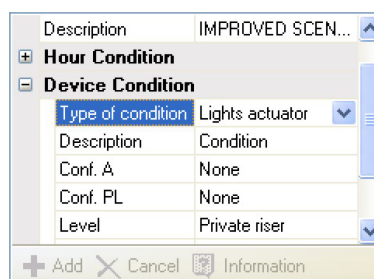 Description IMPROVED SCEN...
Hour Condition
Device Condition
Type of condition Lights actuator
Description Condition
Conf. A None
Conf. PL None
Level Private riser
Add Cancel Information